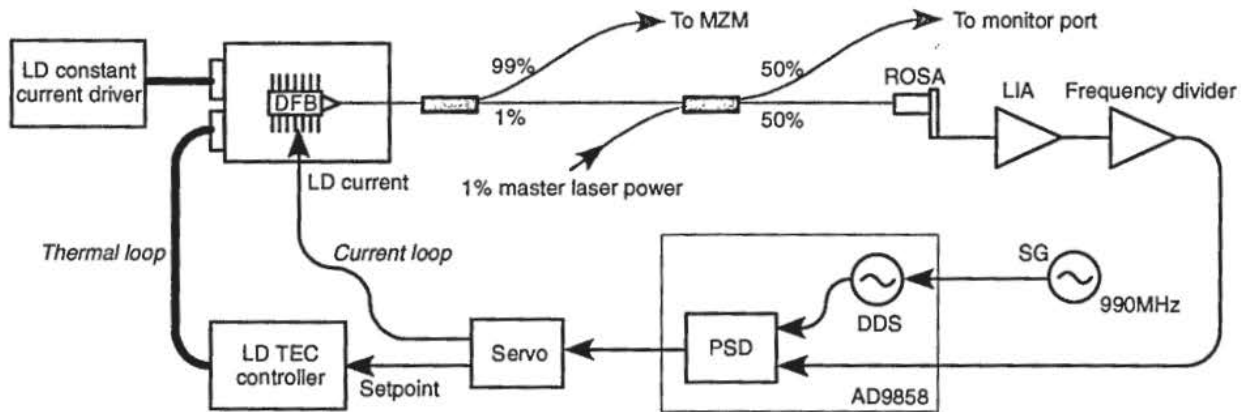 To MZM
To monitor port
LD constant
current driver
DFB
99%
1%
50%
50%
ROSA
LIA
Frequency divider
LD current
1% master laser power
Thermal loop
Current loop
SG
990MHz
DDS
PSD
Servo
LD TEC
controller
Setpoint
AD9858